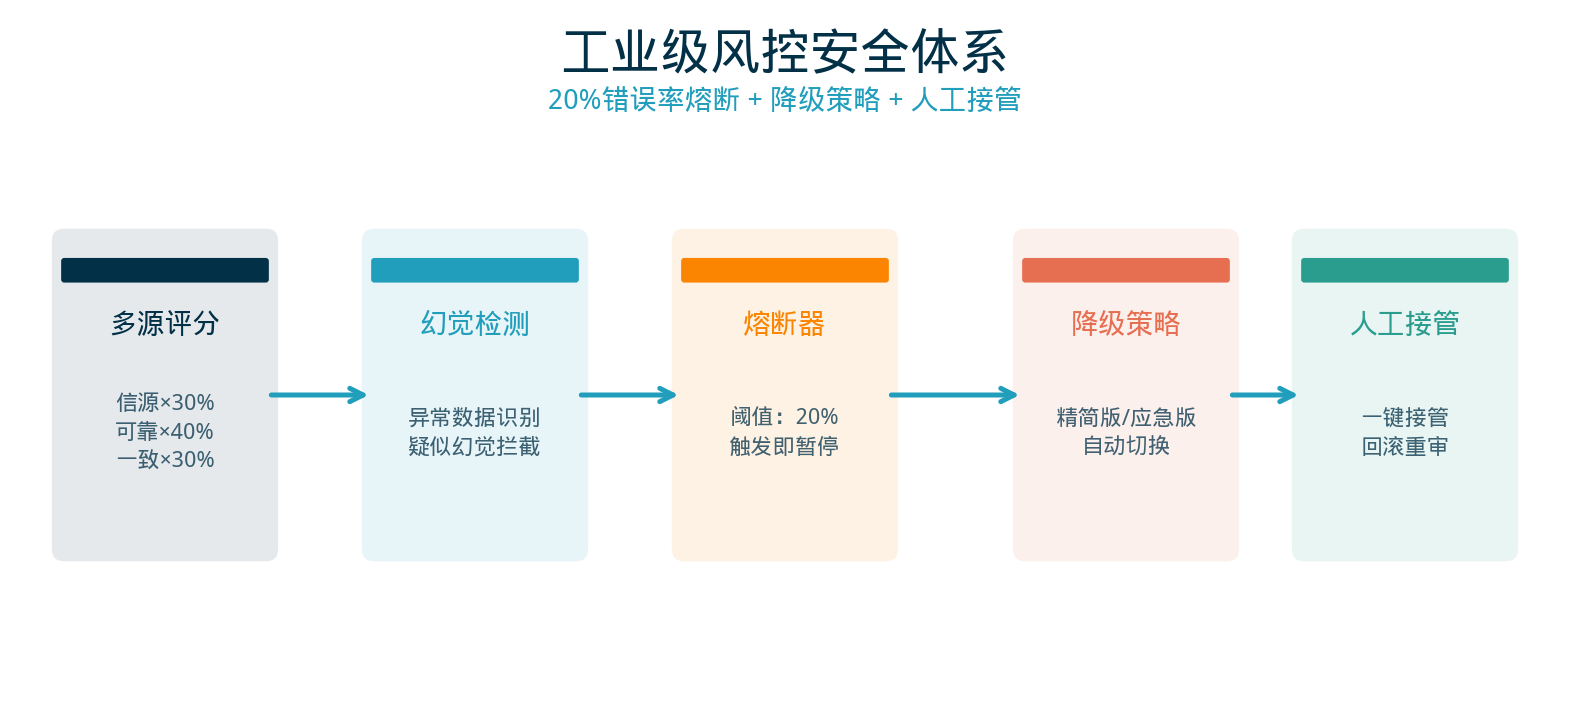 工业级风控安全体系
20%错误率熔断 + 降级策略 + 人工接管
多源评分
信源×30%
可靠×40%
一致×30%
幻觉检测
异常数据识别
疑似幻觉拦截
熔断器
阈值：20%
触发即暂停
降级策略
精简版/应急版
自动切换
人工接管
一键接管
回滚重审